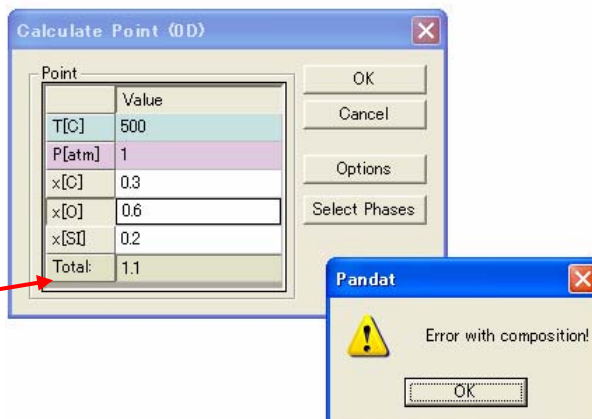 Calculate Point (0D)
Point
Value
T[C] 500
P[atm] 1
x[C] 0.3
x[O] 0.6
x[SI] 0.2
Total: 1.1
OK
Cancel
Options
Select Phases
Pandat
Error with composition!
OK